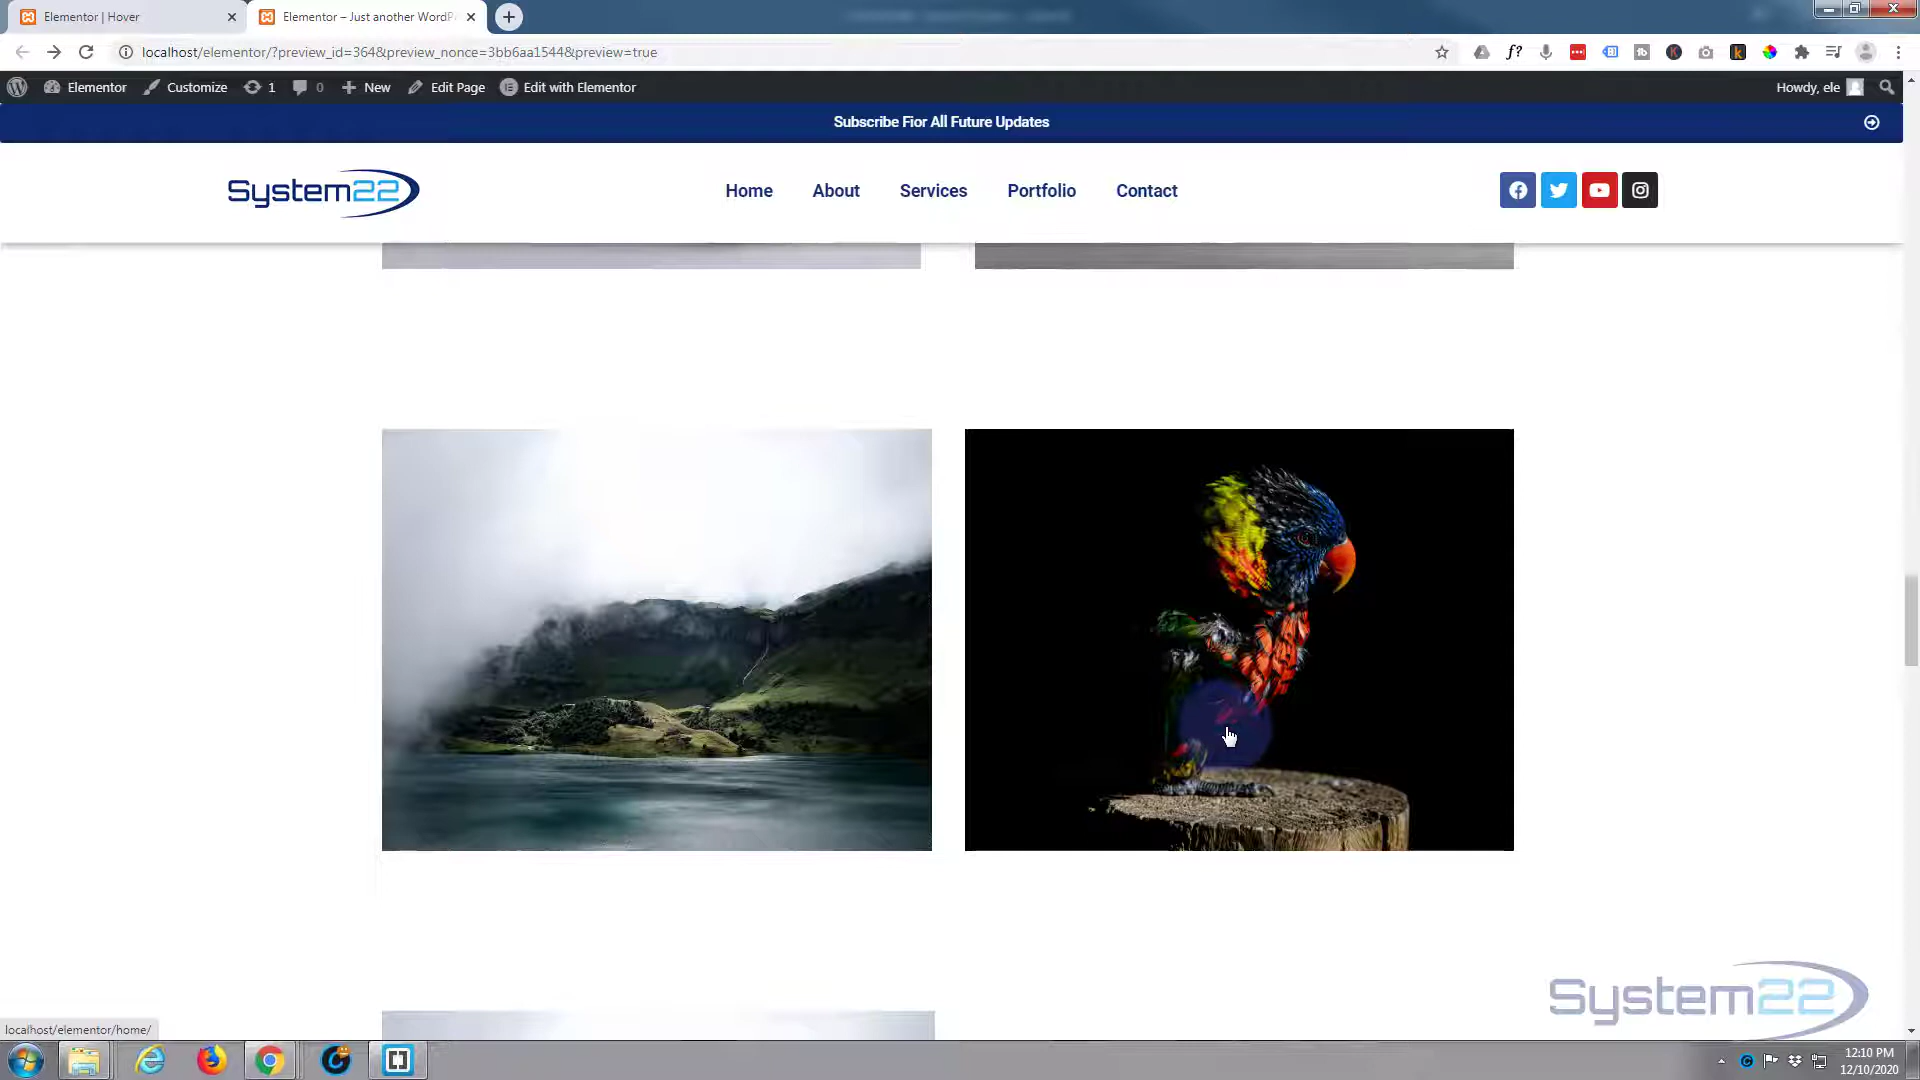 Elementor | Hover
Elementor – Just another WordP
localhost/elementor/?preview_id=364&preview_nonce=3bb6aa1544&preview=true
Elementor
Customize
1
0
New
Edit Page
Edit with Elementor
Howdy, ele
Subscribe Fior All Future Updates
System22
Home
About
Services
Portfolio
Contact
System22
localhost/elementor/home/
12:10 PM
12/10/2020